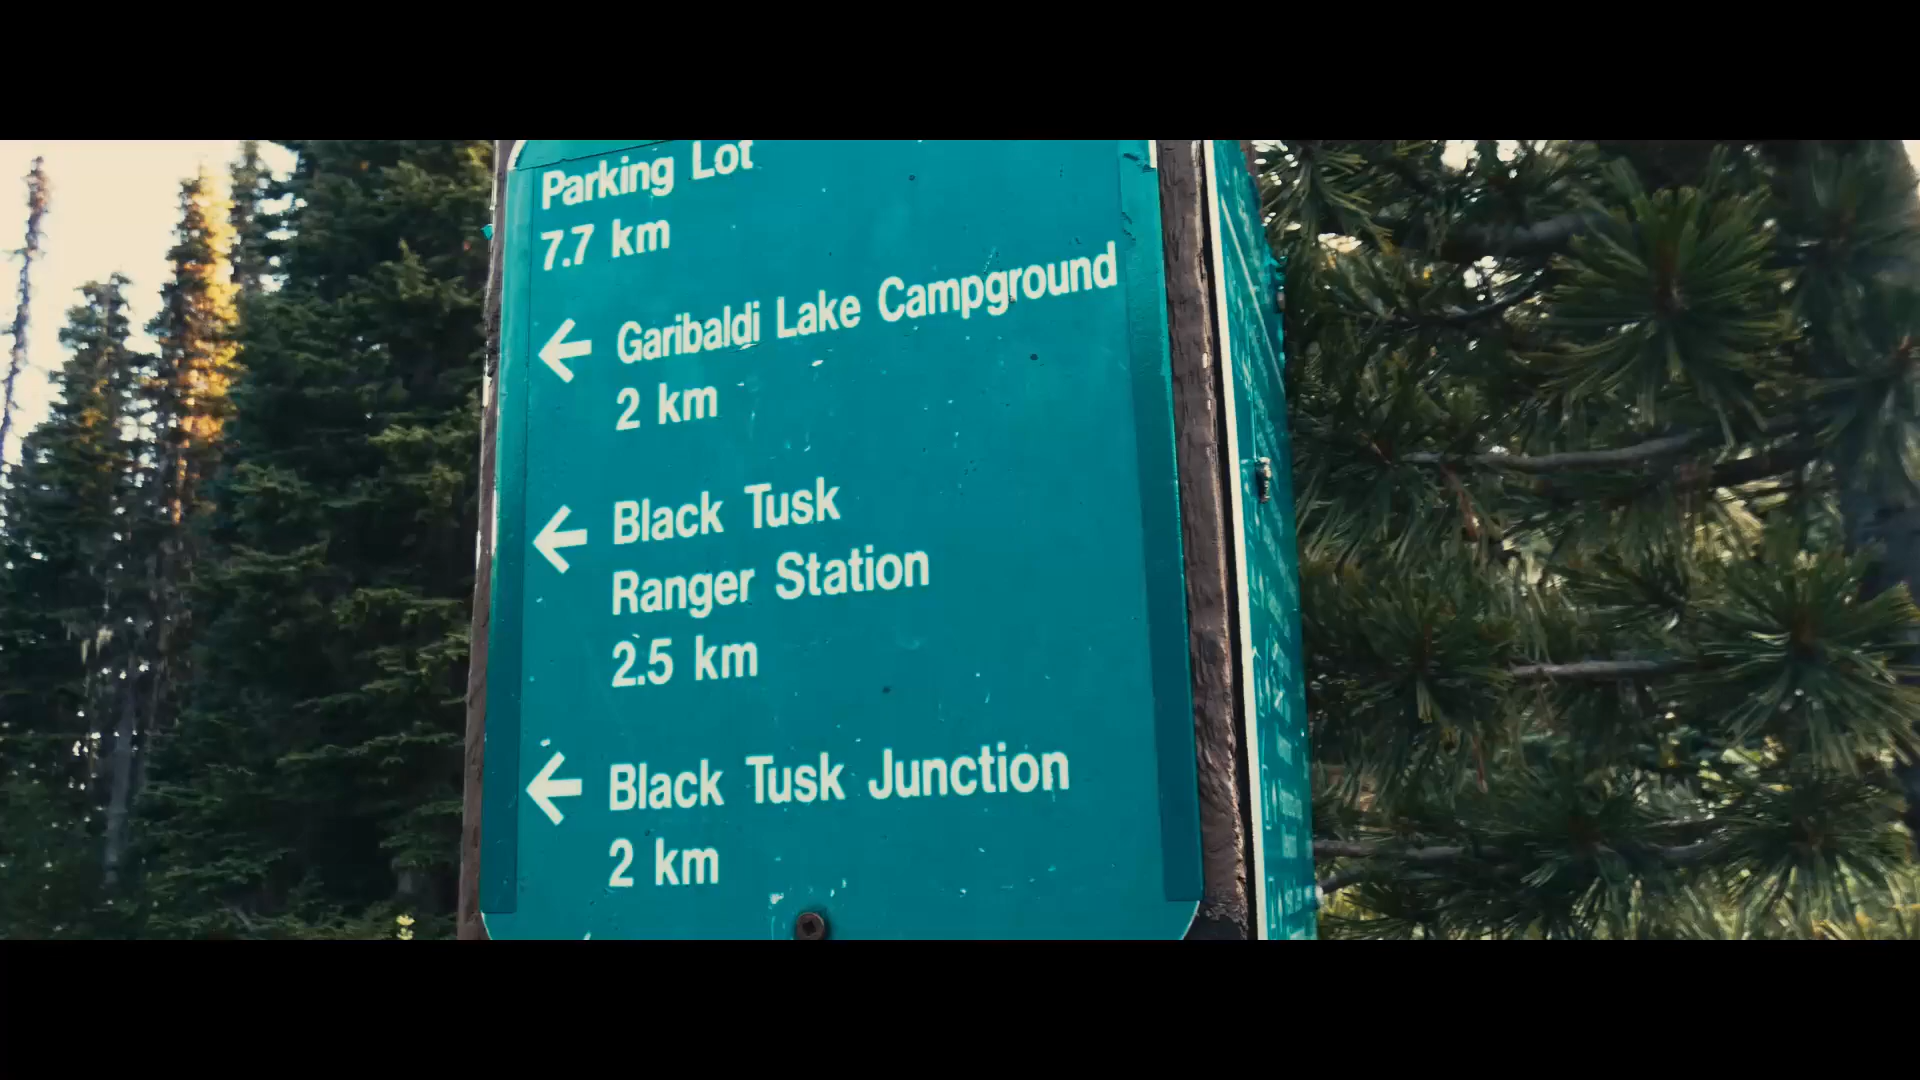 Parking Lot
7.7 km
← Garibaldi Lake Campground
2 km
← Black Tusk
Ranger Station
2.5 km
← Black Tusk Junction
2 km